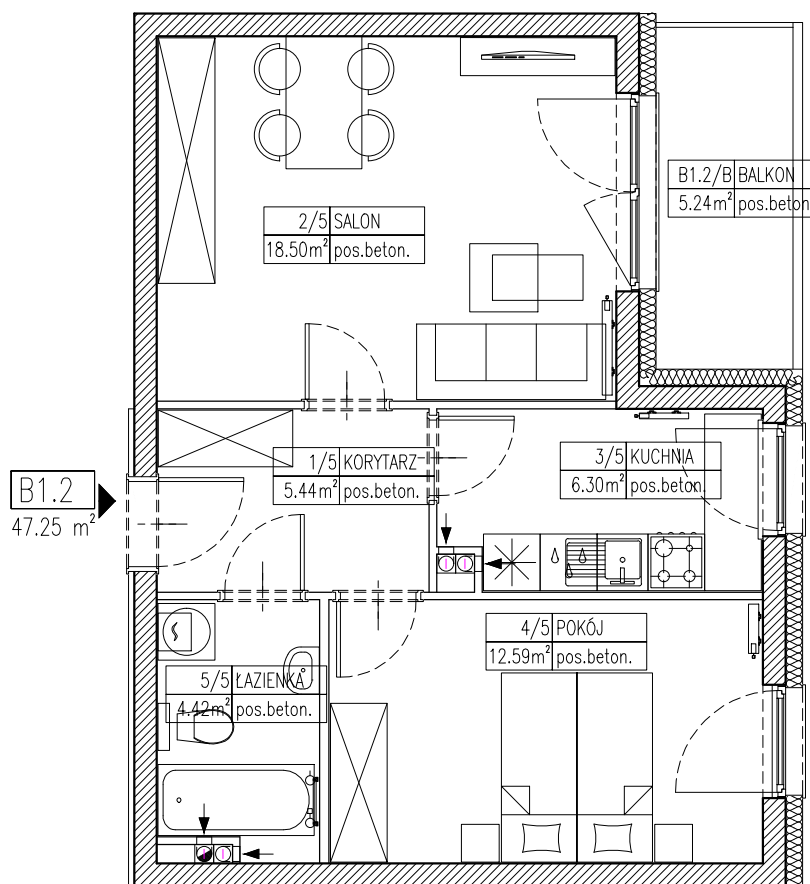 B1.2/B BALKON
5.24m² pos.beton
2/5 SALON
18.50m² pos.beton.
1/5 KORYTARZ
5.44m² pos.beton.
3/5 KUCHNIA
6.30m² pos.beton.
B1.2
47.25 m²
4/5 POKÓJ
12.59m² pos.beton.
5/5 ŁAZIENKA
4.42m² pos.beton.